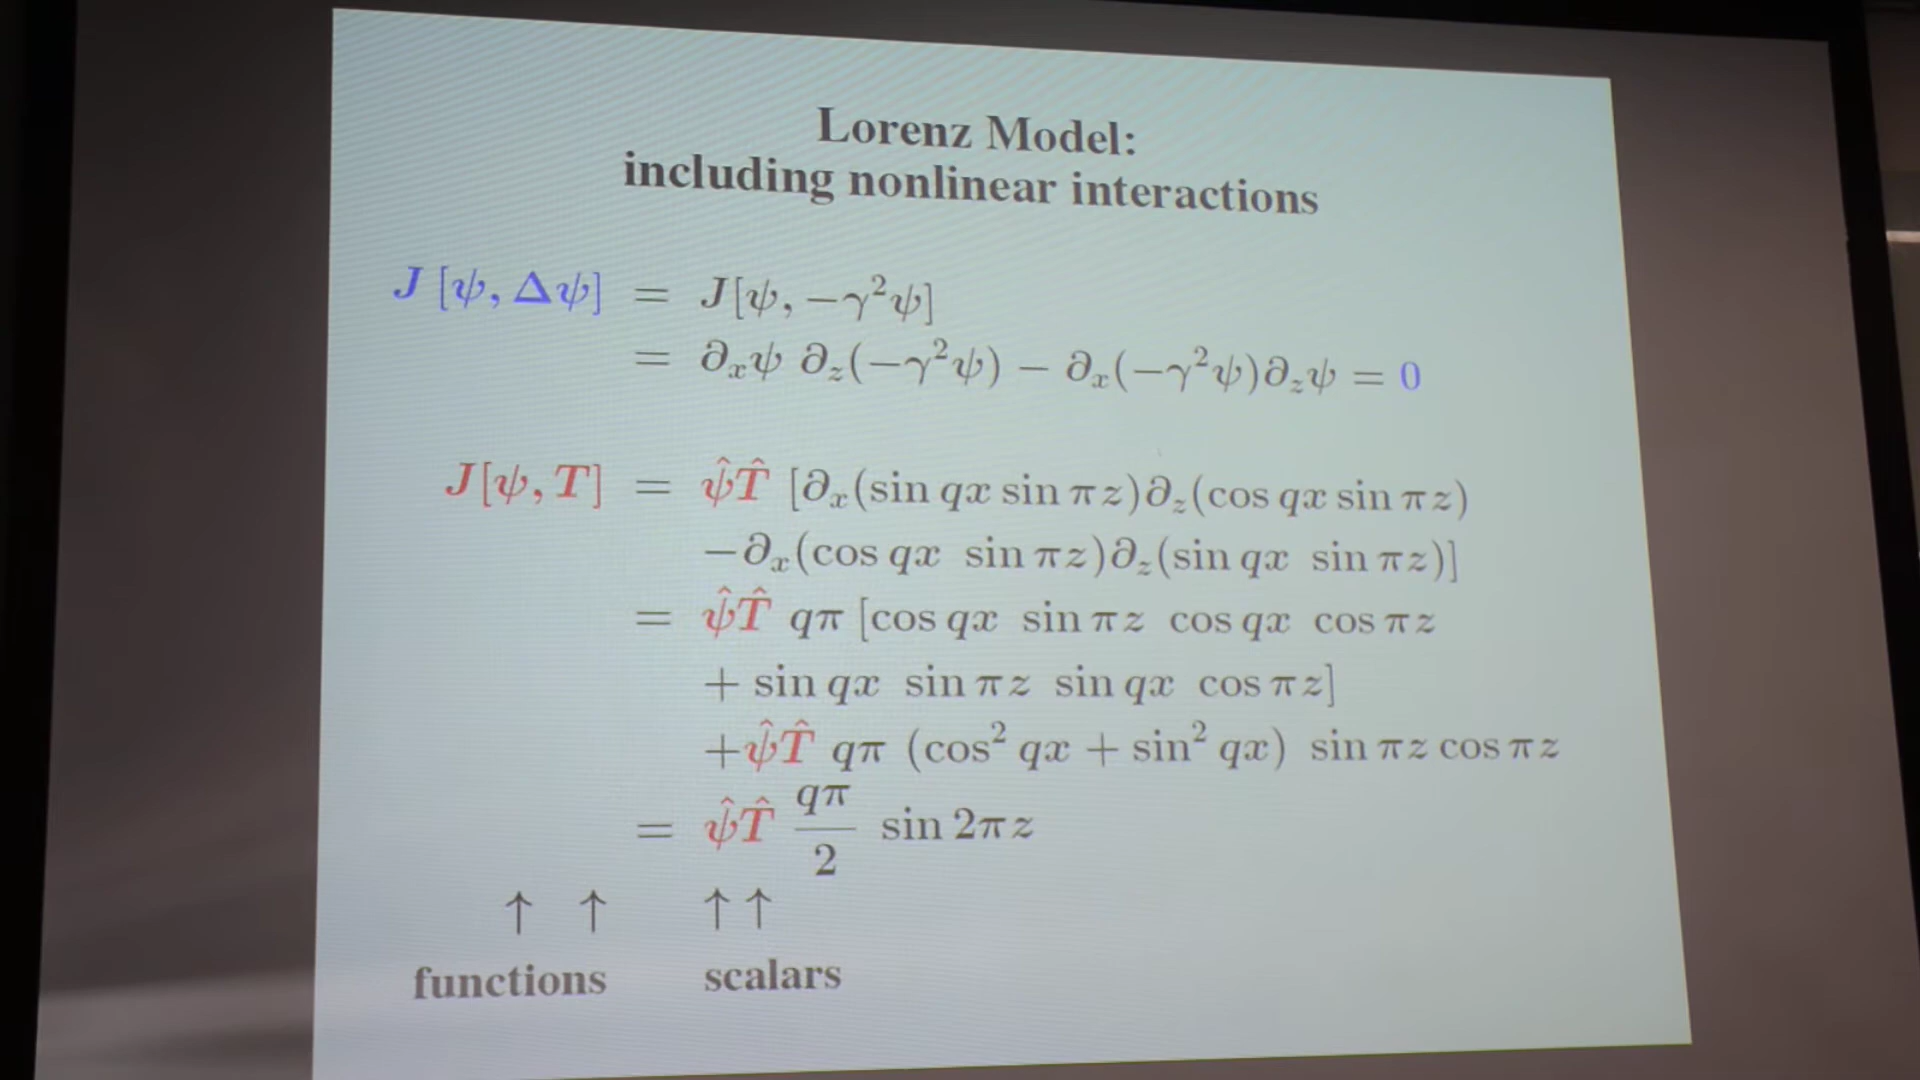 Lorenz Model:
including nonlinear interactions
J [ψ, Δψ] = J[ψ, −γ²ψ]
= ∂ₓψ ∂_z(−γ²ψ) − ∂ₓ(−γ²ψ)∂_zψ = 0
J[ψ, T] = ψ̂T̂ [∂ₓ(sin qx sin πz)∂_z(cos qx sin πz)
−∂ₓ(cos qx sin πz)∂_z(sin qx sin πz)]
= ψ̂T̂ qπ [cos qx sin πz cos qx cos πz
+ sin qx sin πz sin qx cos πz]
+ψ̂T̂ qπ (cos² qx + sin² qx) sin πz cos πz
= ψ̂T̂ qπ/2 sin 2πz
↑ ↑ ↑↑
functions scalars